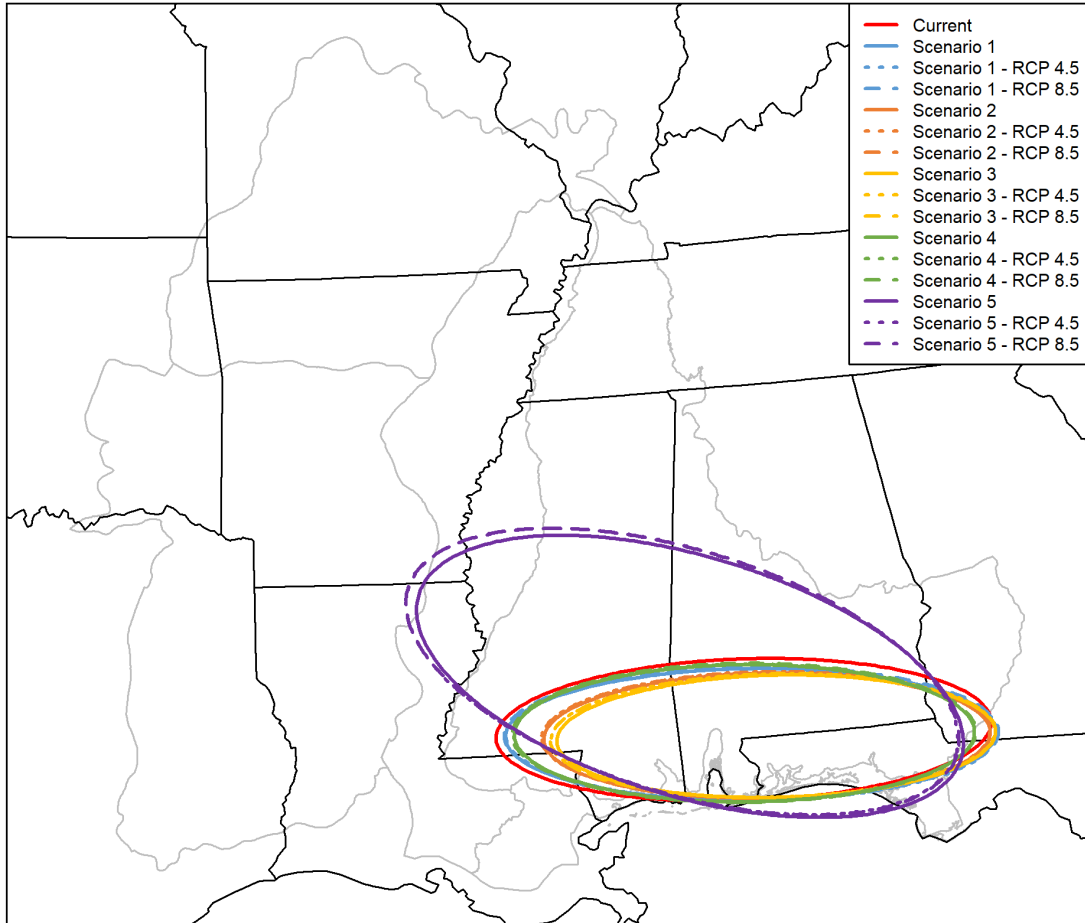 Current
Scenario 1
Scenario 1 - RCP 4.5
Scenario 1 - RCP 8.5
Scenario 2
Scenario 2 - RCP 4.5
Scenario 2 - RCP 8.5
Scenario 3
Scenario 3 - RCP 4.5
Scenario 3 - RCP 8.5
Scenario 4
Scenario 4 - RCP 4.5
Scenario 4 - RCP 8.5
Scenario 5
Scenario 5 - RCP 4.5
Scenario 5 - RCP 8.5